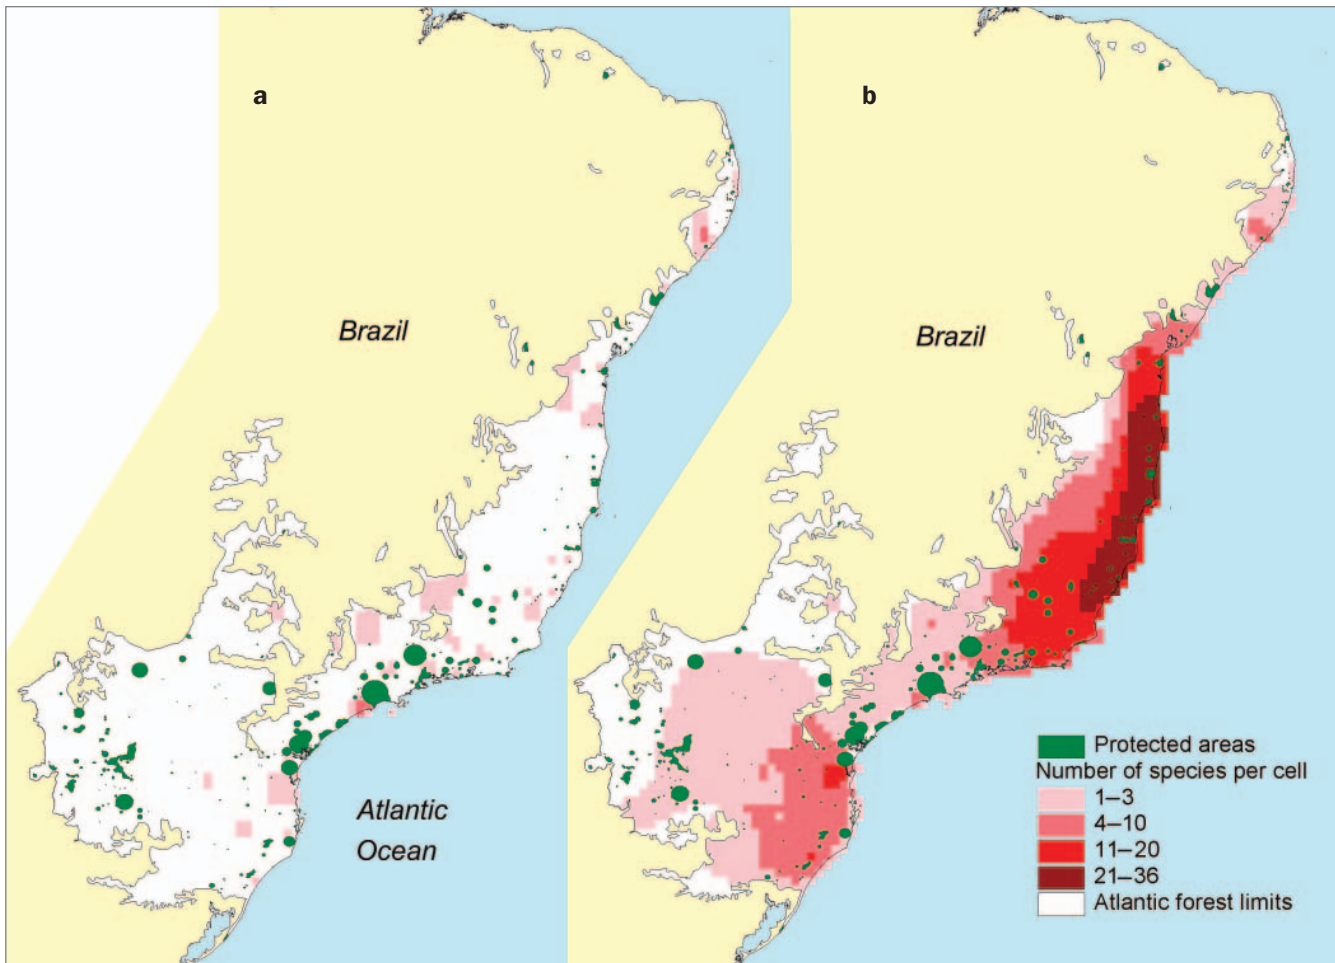 a
b
Brazil
Brazil
Atlantic
Ocean
Protected areas
Number of species per cell
1–3
4–10
11–20
21–36
Atlantic forest limits